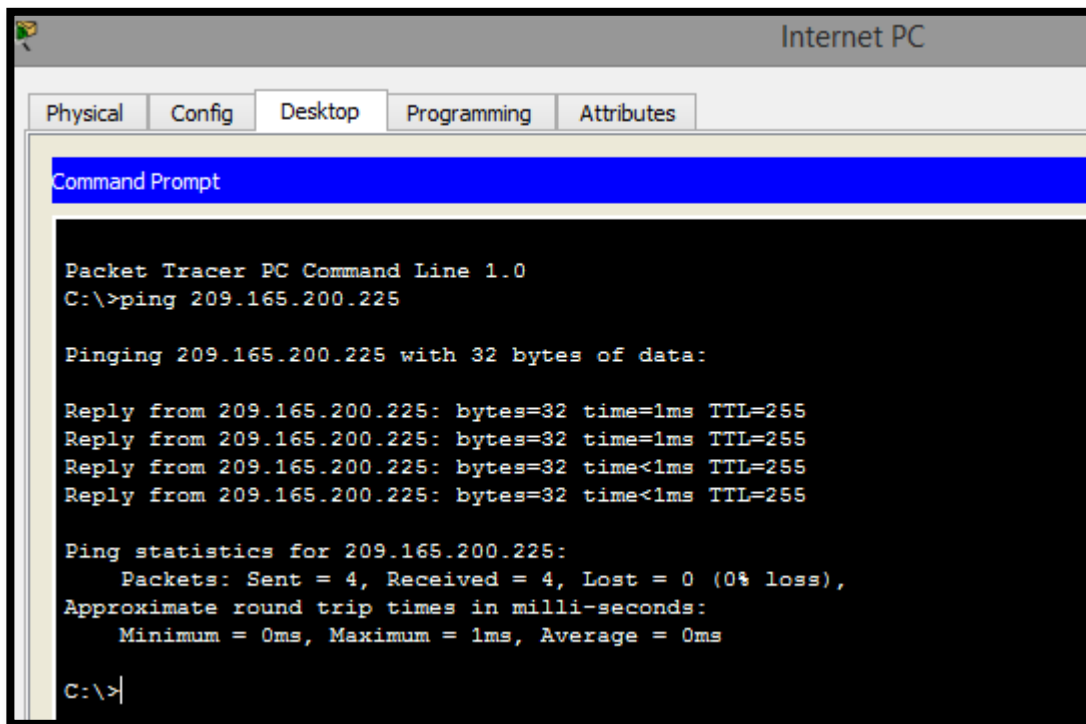 Internet PC
Physical Config Desktop Programming Attributes
Command Prompt
Packet Tracer PC Command Line 1.0
C:\>ping 209.165.200.225
Pinging 209.165.200.225 with 32 bytes of data:
Reply from 209.165.200.225: bytes=32 time=1ms TTL=255
Reply from 209.165.200.225: bytes=32 time=1ms TTL=255
Reply from 209.165.200.225: bytes=32 time<1ms TTL=255
Reply from 209.165.200.225: bytes=32 time<1ms TTL=255
Ping statistics for 209.165.200.225:
Packets: Sent = 4, Received = 4, Lost = 0 (0% loss),
Approximate round trip times in milli-seconds:
Minimum = 0ms, Maximum = 1ms, Average = 0ms
C:\>